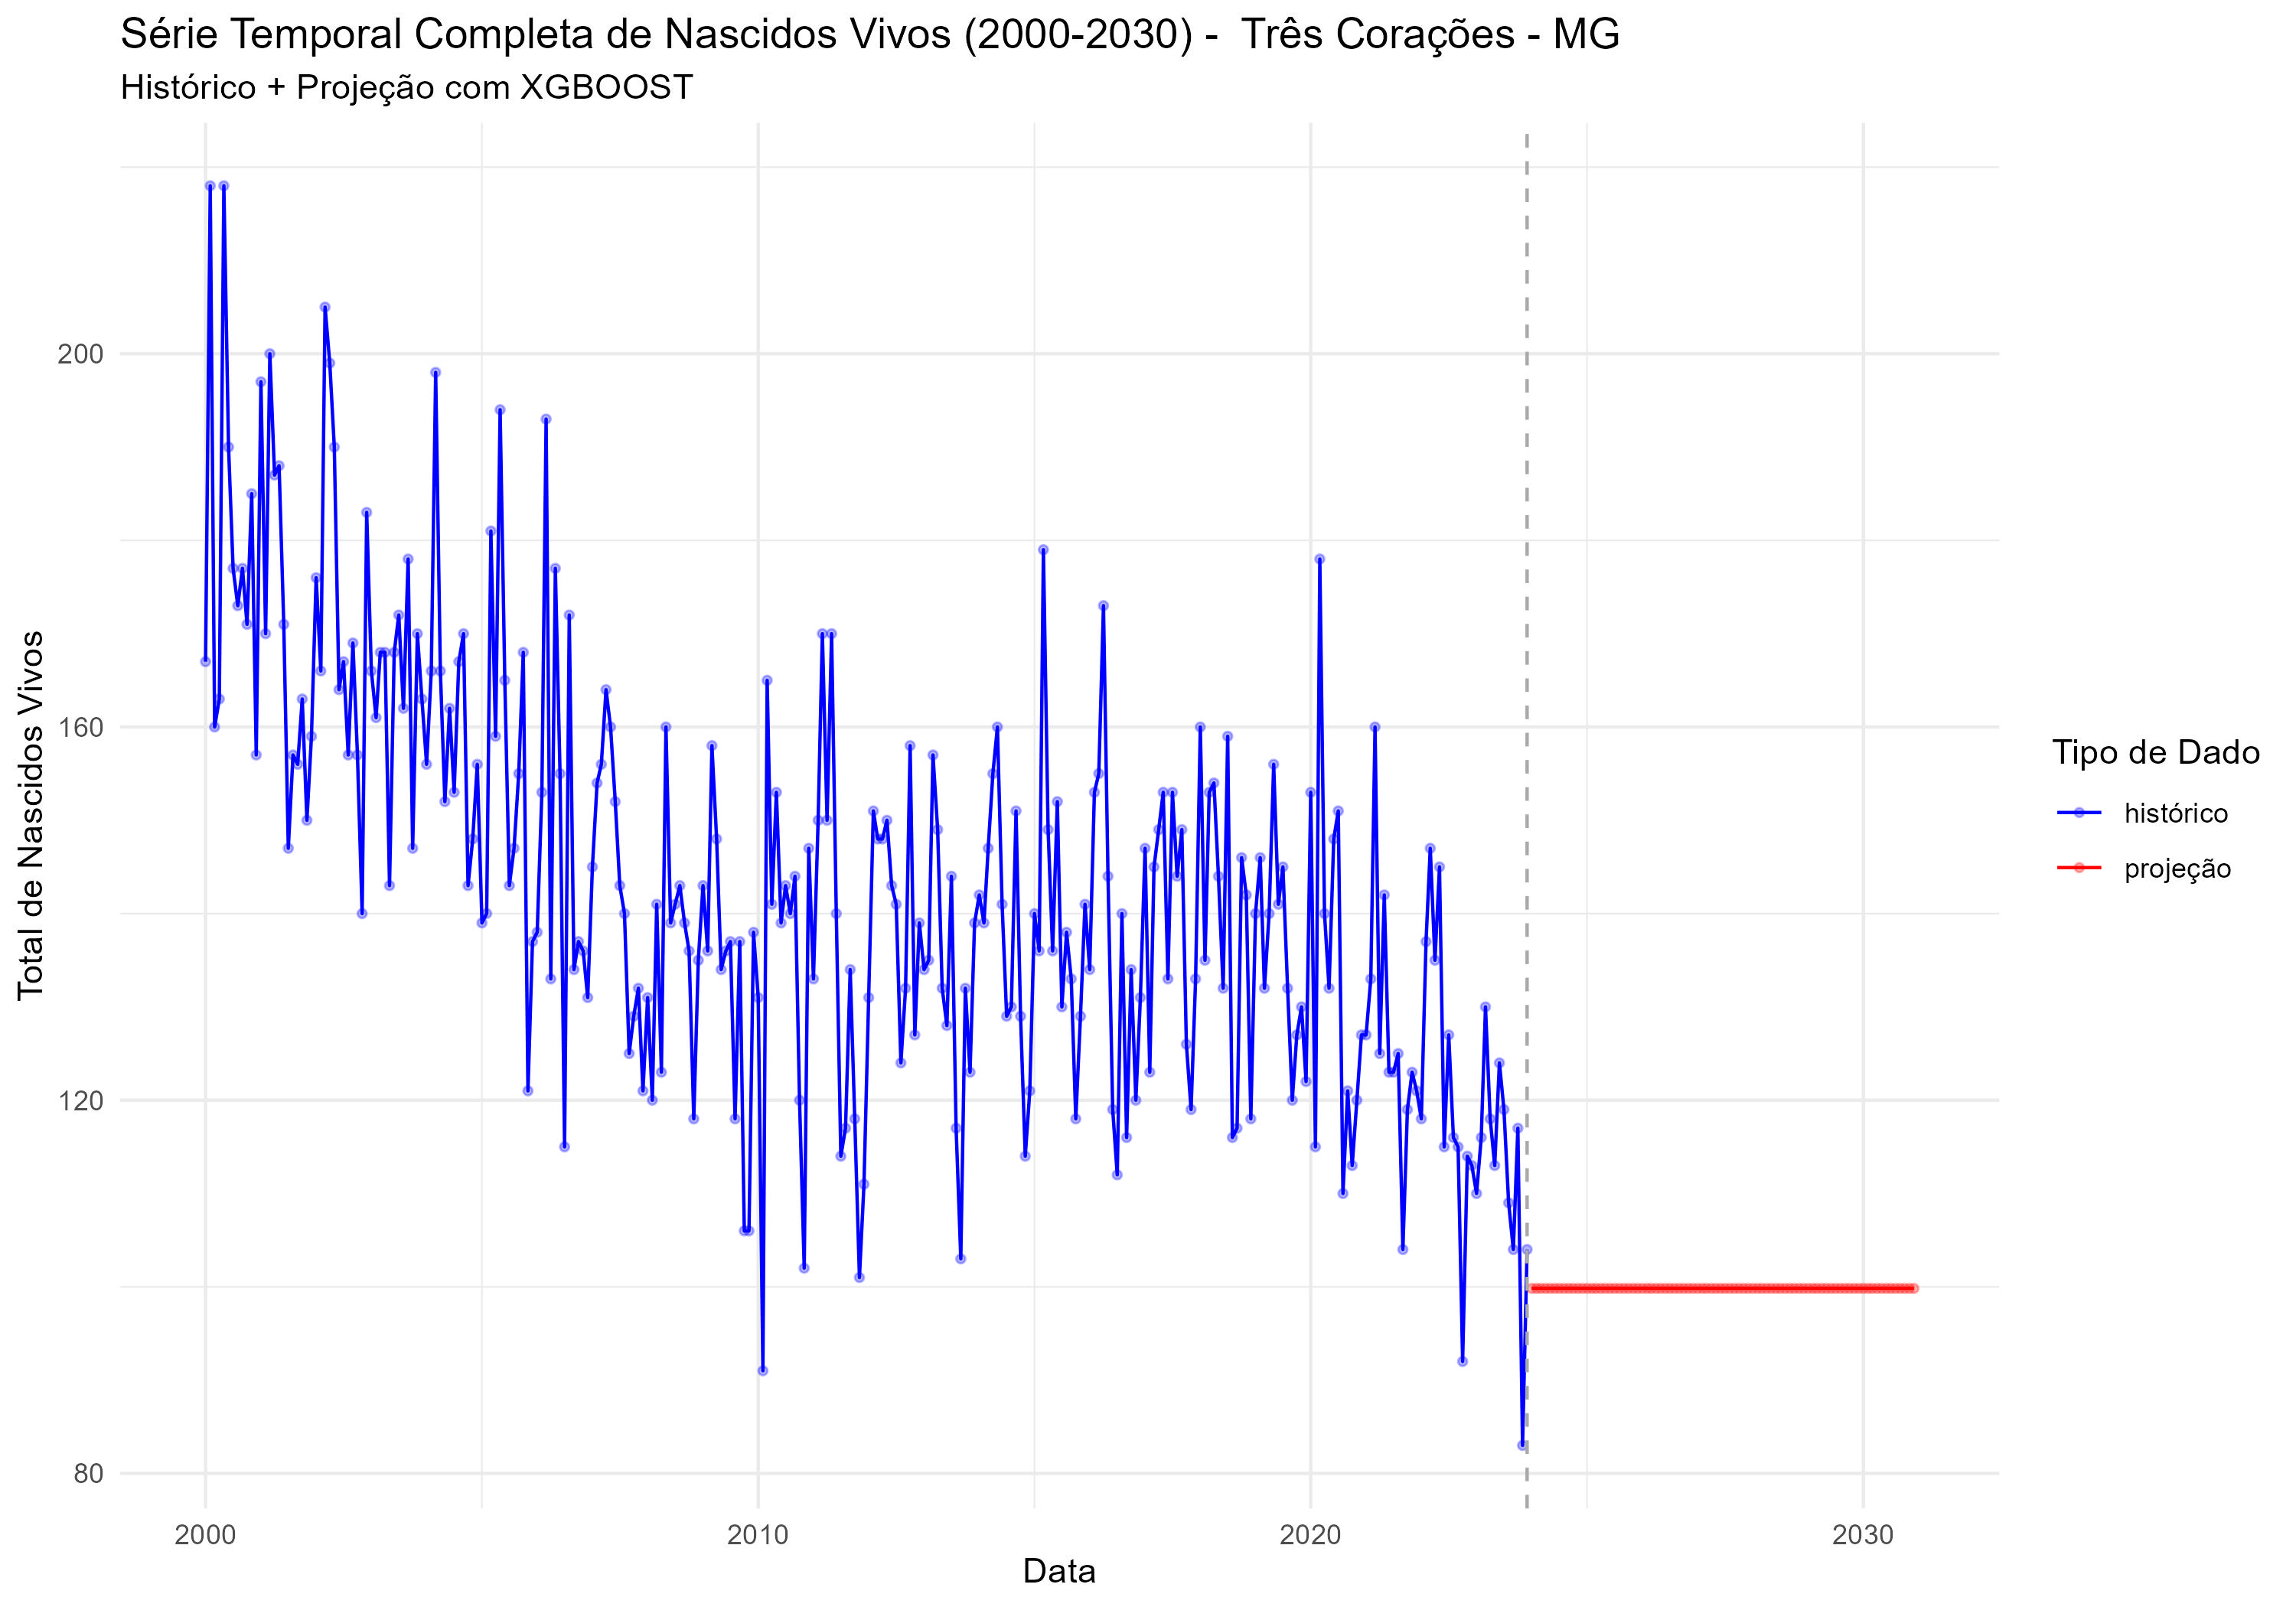 Série Temporal Completa de Nascidos Vivos (2000-2030) -  Três Corações - MG
Histórico + Projeção com XGBOOST
Total de Nascidos Vivos
200
160
120
80
2000
2010
2020
2030
Data
Tipo de Dado
histórico
projeção